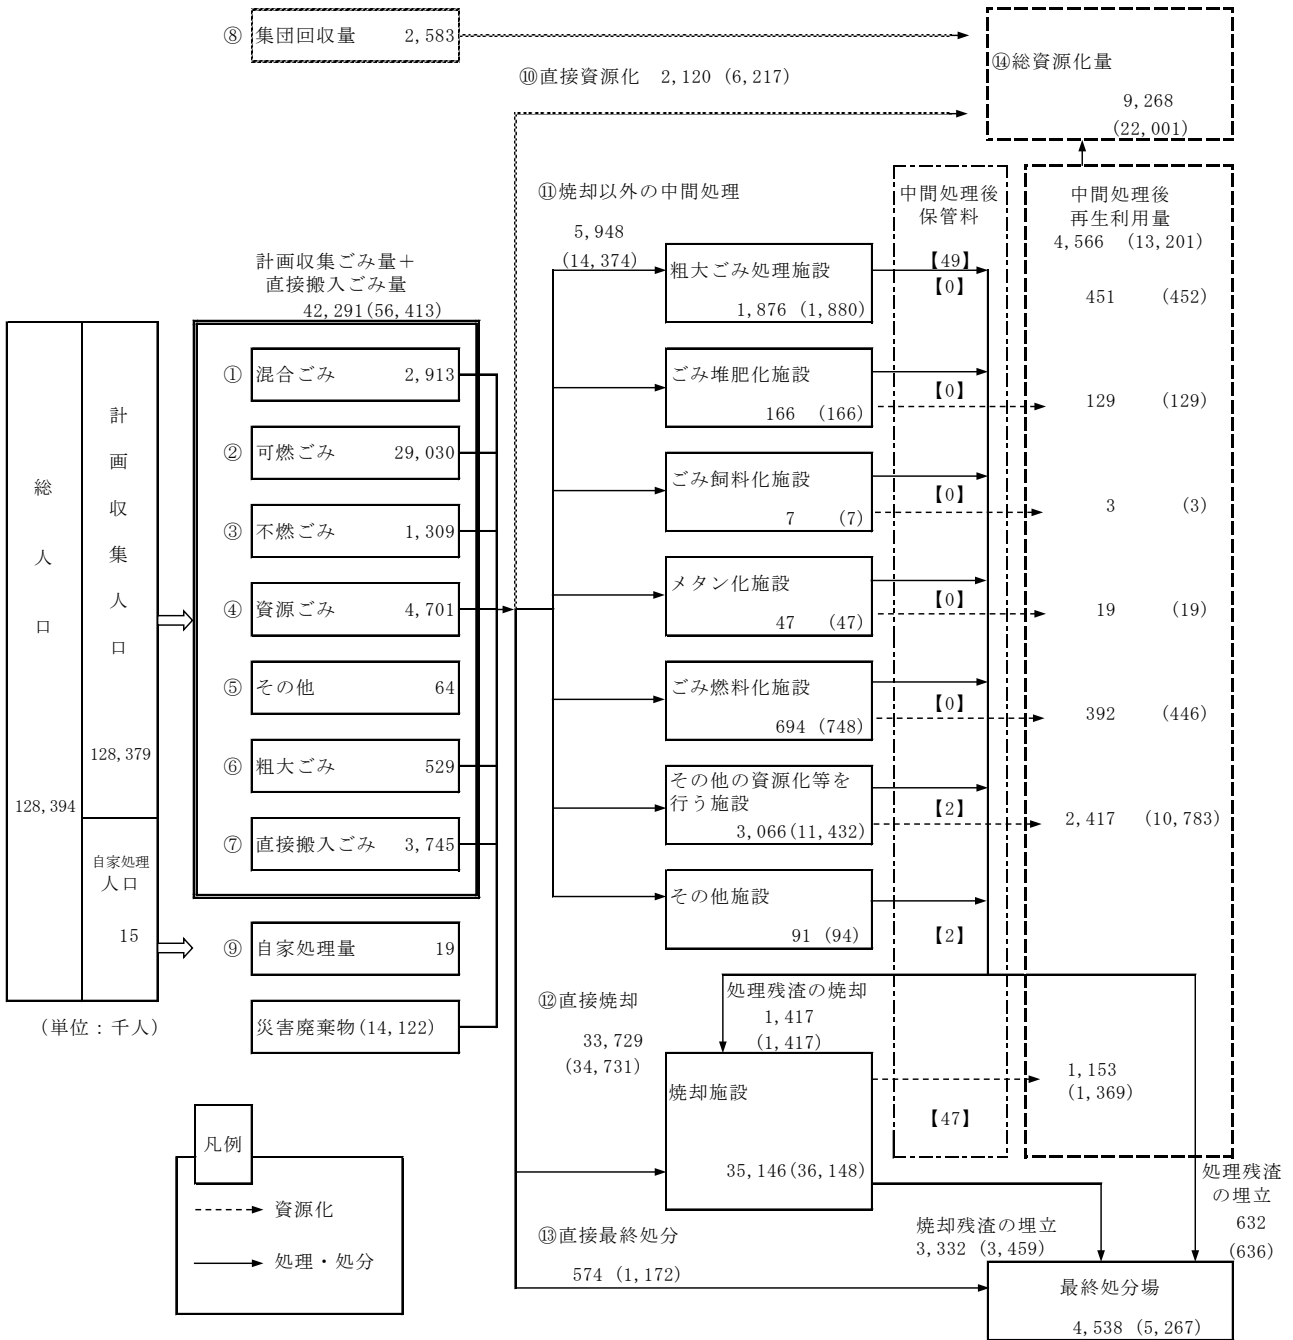 ⑧ 集団回収量 2,583
⑩直接資源化 2,120 (6,217)
⑭総資源化量
9,268
(22,001)
⑪焼却以外の中間処理
5,948
(14,374)
中間処理後
保管料
中間処理後
再生利用量
4,566 (13,201)
計画収集ごみ量＋
直接搬入ごみ量
42,291(56,413)
総人口
128,394
計画収集人口
128,379
自家処理
人口
15
(単位：千人)
① 混合ごみ 2,913
② 可燃ごみ 29,030
③ 不燃ごみ 1,309
④ 資源ごみ 4,701
⑤ その他 64
⑥ 粗大ごみ 529
⑦ 直接搬入ごみ 3,745
⑨ 自家処理量 19
災害廃棄物(14,122)
粗大ごみ処理施設
1,876 (1,880)
【49】
【0】
451 (452)
ごみ堆肥化施設
166 (166)
【0】
129 (129)
ごみ飼料化施設
7 (7)
【0】
3 (3)
メタン化施設
47 (47)
【0】
19 (19)
ごみ燃料化施設
694 (748)
【0】
392 (446)
その他の資源化等を
行う施設
3,066(11,432)
【2】
2,417 (10,783)
その他施設
91 (94)
【2】
⑫直接焼却
33,729
(34,731)
処理残渣の焼却
1,417
(1,417)
焼却施設
35,146(36,148)
【47】
1,153
(1,369)
⑬直接最終処分
574 (1,172)
焼却残渣の埋立
3,332 (3,459)
処理残渣
の埋立
632
(636)
最終処分場
4,538 (5,267)
凡例
資源化
処理・処分